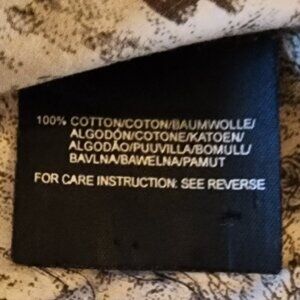 100% COTTON/COTON/BAUMWOLLE/
ALGODÓN/COTONE/KATOEN/
ALGODÃO/PUUVILLA/BOMULL/
BAVLNA/BAWELNA/PAMUT
FOR CARE INSTRUCTION: SEE REVERSE